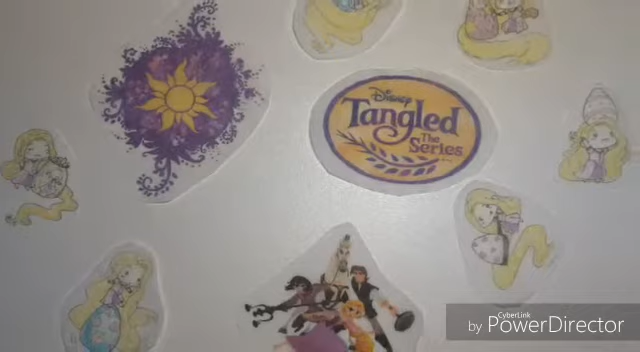 Disney
Tangled
The
Series
CyberLink
by PowerDirector